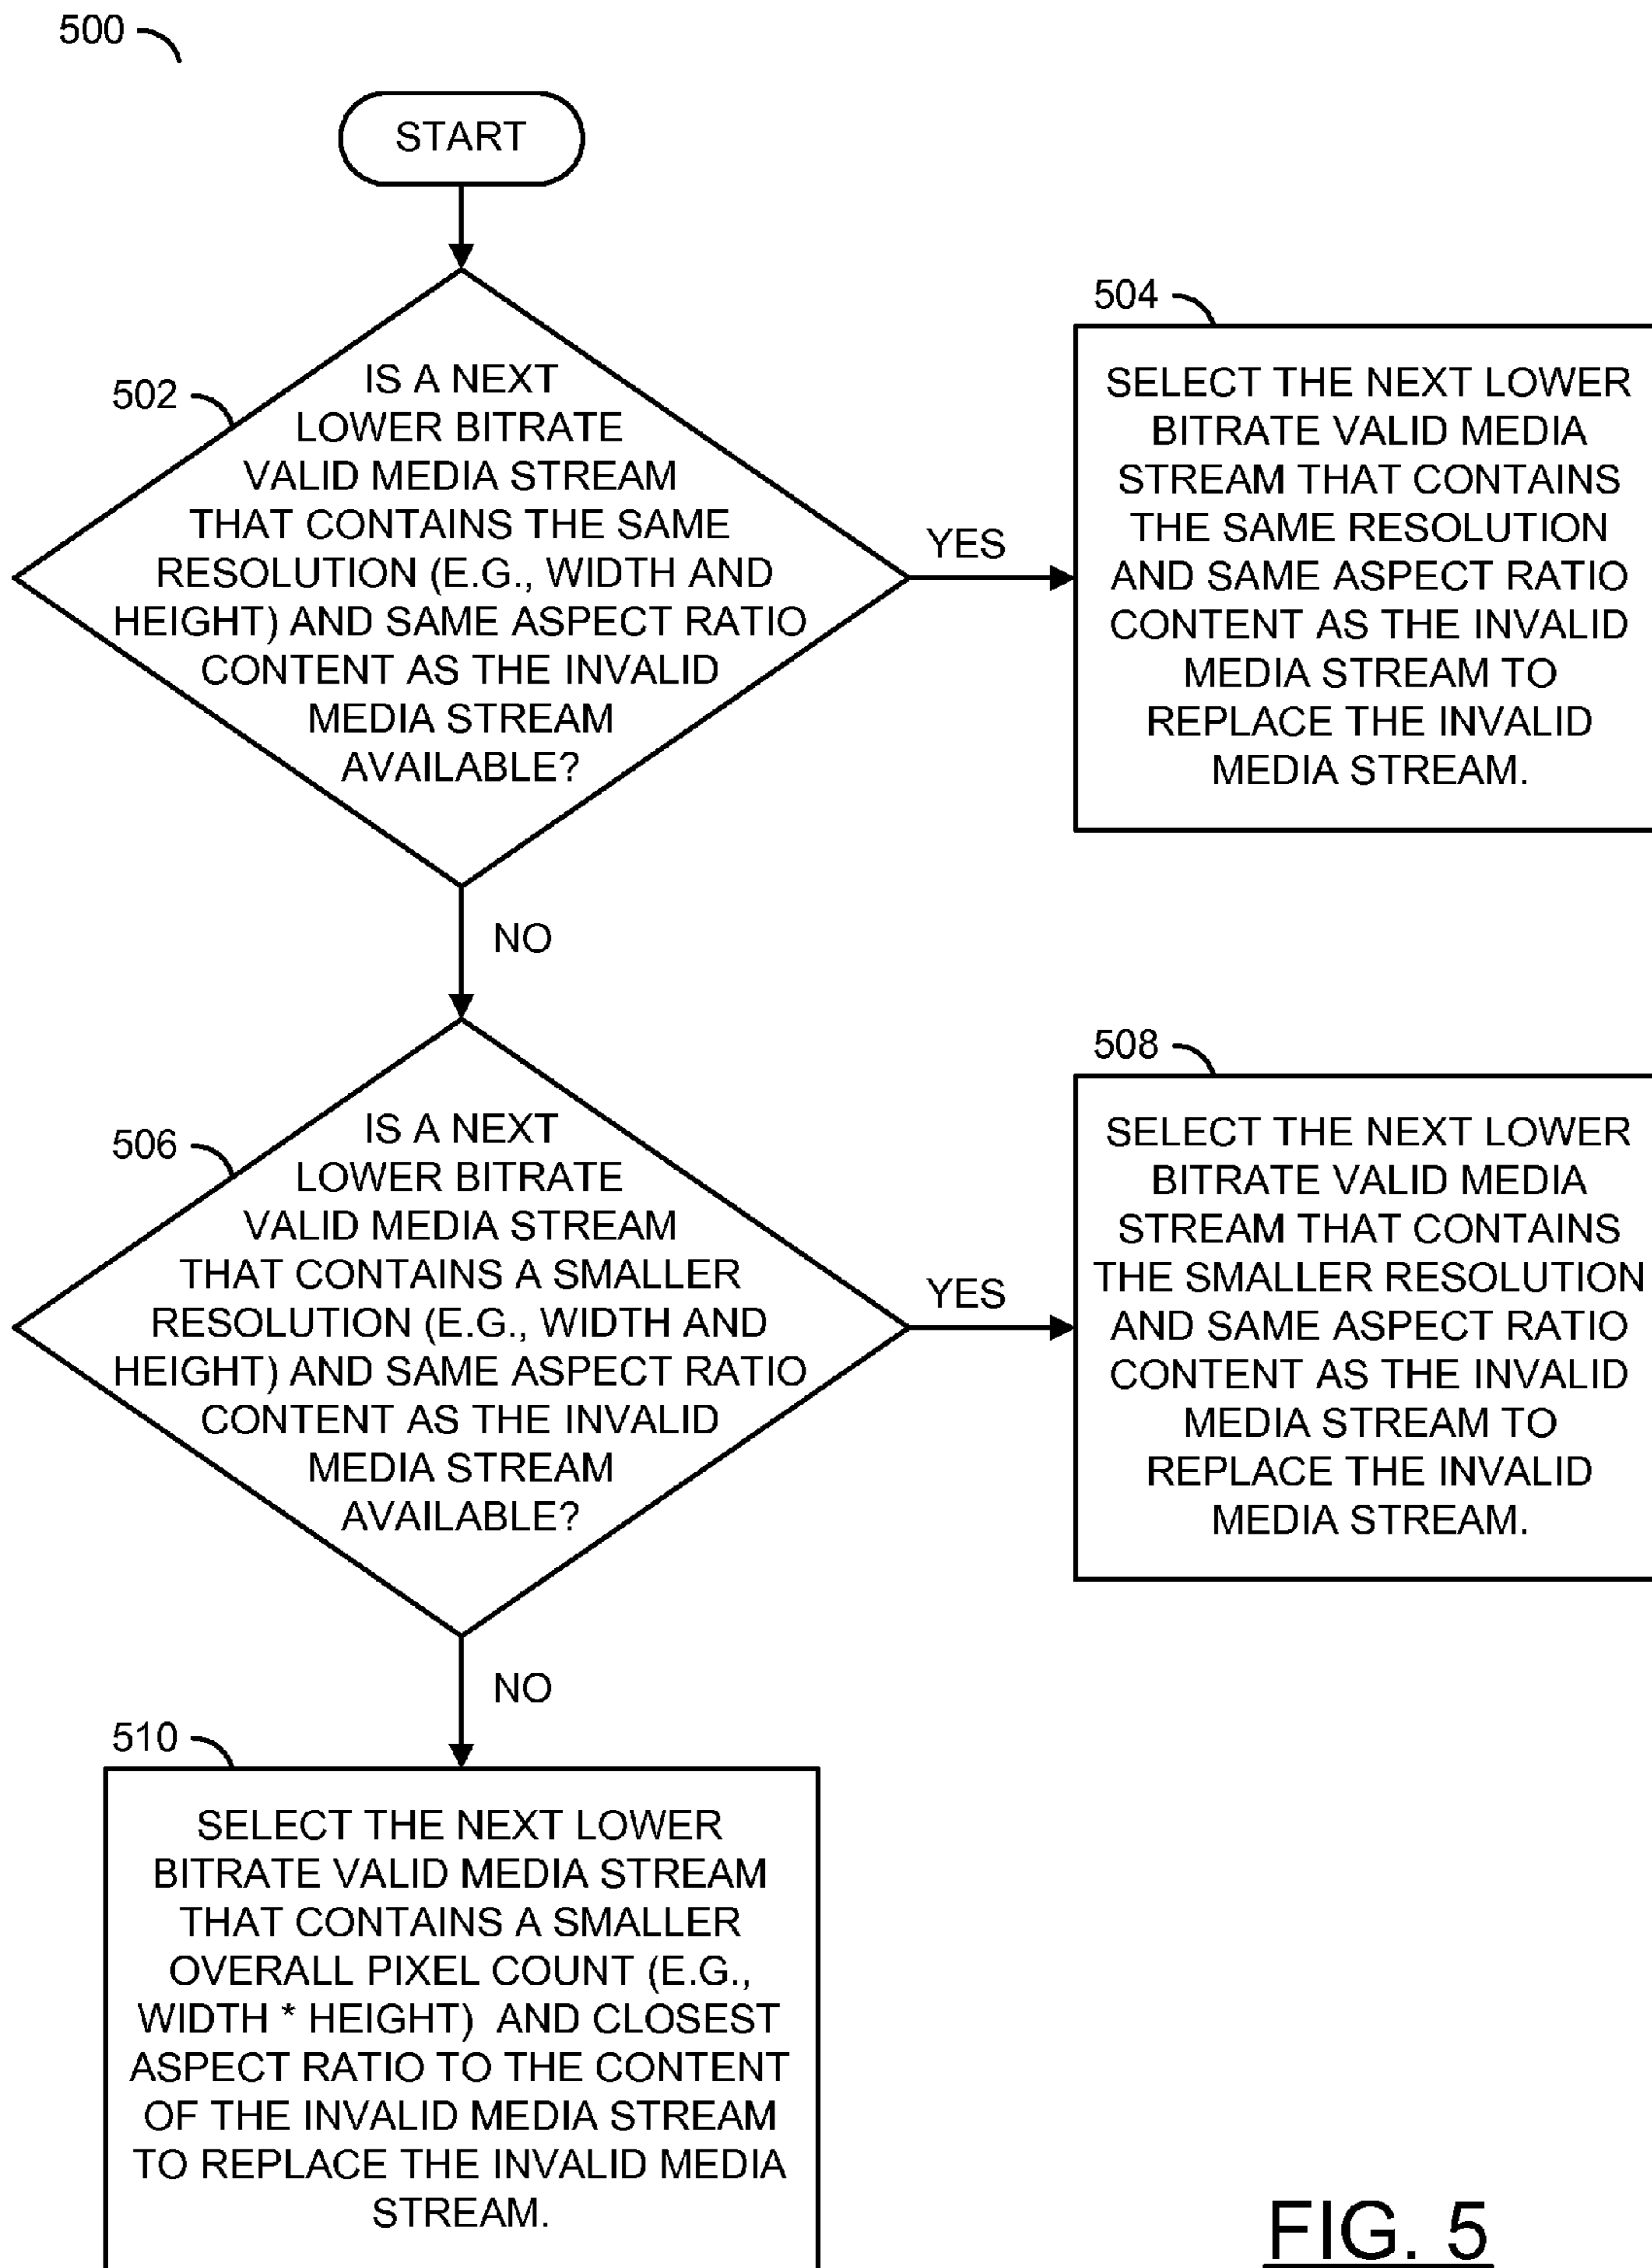 500
START
502
IS A NEXT
LOWER BITRATE
VALID MEDIA STREAM
THAT CONTAINS THE SAME
RESOLUTION (E.G., WIDTH AND
HEIGHT) AND SAME ASPECT RATIO
CONTENT AS THE INVALID
MEDIA STREAM
AVAILABLE?
YES
504
SELECT THE NEXT LOWER
BITRATE VALID MEDIA
STREAM THAT CONTAINS
THE SAME RESOLUTION
AND SAME ASPECT RATIO
CONTENT AS THE INVALID
MEDIA STREAM TO
REPLACE THE INVALID
MEDIA STREAM.
NO
506
IS A NEXT
LOWER BITRATE
VALID MEDIA STREAM
THAT CONTAINS A SMALLER
RESOLUTION (E.G., WIDTH AND
HEIGHT) AND SAME ASPECT RATIO
CONTENT AS THE INVALID
MEDIA STREAM
AVAILABLE?
YES
508
SELECT THE NEXT LOWER
BITRATE VALID MEDIA
STREAM THAT CONTAINS
THE SMALLER RESOLUTION
AND SAME ASPECT RATIO
CONTENT AS THE INVALID
MEDIA STREAM TO
REPLACE THE INVALID
MEDIA STREAM.
NO
510
SELECT THE NEXT LOWER
BITRATE VALID MEDIA STREAM
THAT CONTAINS A SMALLER
OVERALL PIXEL COUNT (E.G.,
WIDTH * HEIGHT) AND CLOSEST
ASPECT RATIO TO THE CONTENT
OF THE INVALID MEDIA STREAM
TO REPLACE THE INVALID MEDIA
STREAM.
FIG. 5